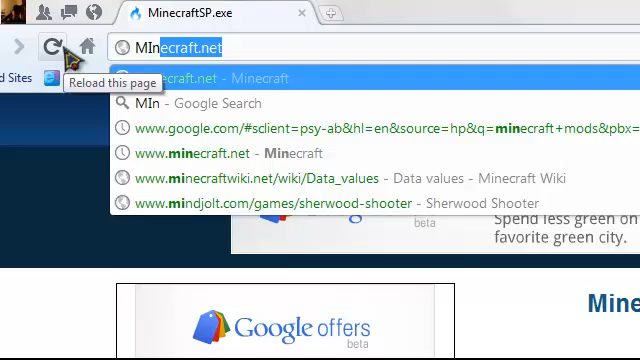 MinecraftSP.exe
MInecraft.net
d Sites
Reload this page
ecraft.net - Minecraft
MIn - Google Search
www.google.com/#sclient=psy-ab&hl=en&source=hp&q=minecraft+mods&pbx=
www.minecraft.net - Minecraft
www.minecraftwiki.net/wiki/Data_values - Data values - Minecraft Wiki
www.mindjolt.com/games/sherwood-shooter - Sherwood Shooter
beta
Spend less green on
favorite green city.
Mine
Google offers
beta